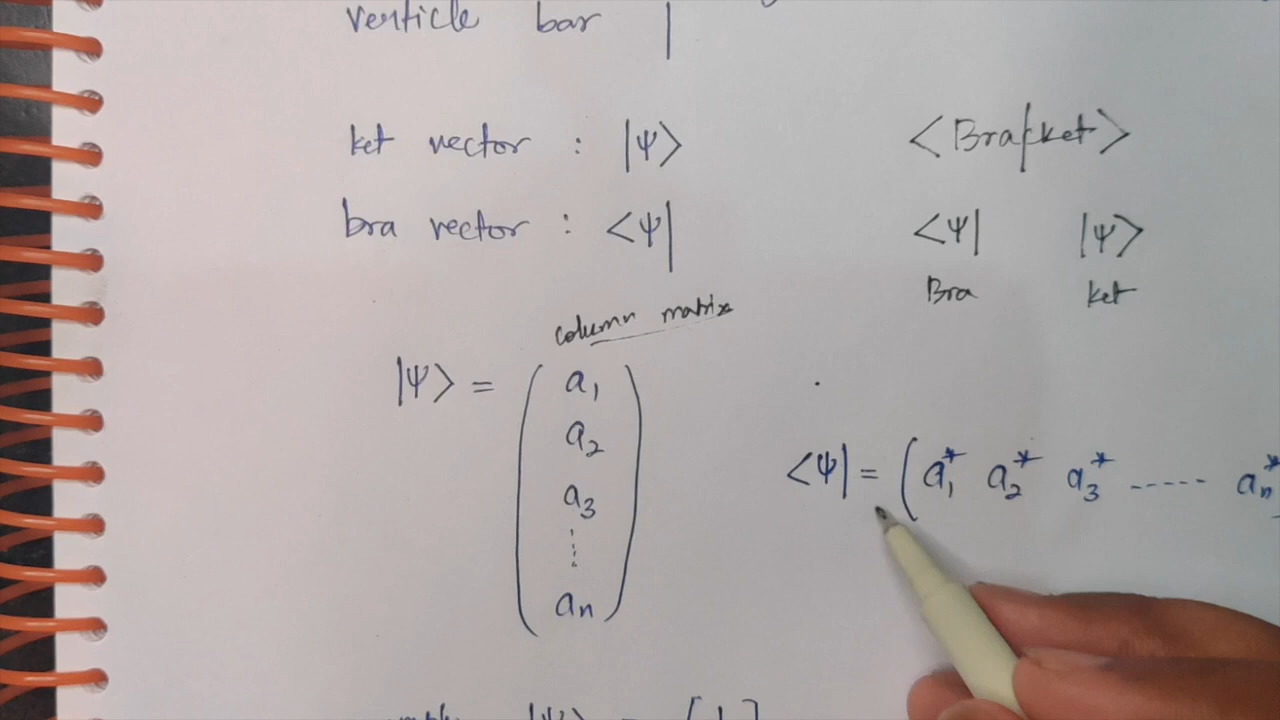 verticle bar |
ket vector : |Ψ⟩ <Bra/ket>
bra vector : <Ψ| <Ψ| |Ψ⟩
Bra ket
column matrix
|Ψ⟩ = ( a₁
a₂
a₃
⋮
aₙ )
<Ψ| = ( a₁* a₂* a₃* ...... aₙ*
|Ψ⟩ = [ 1 ]